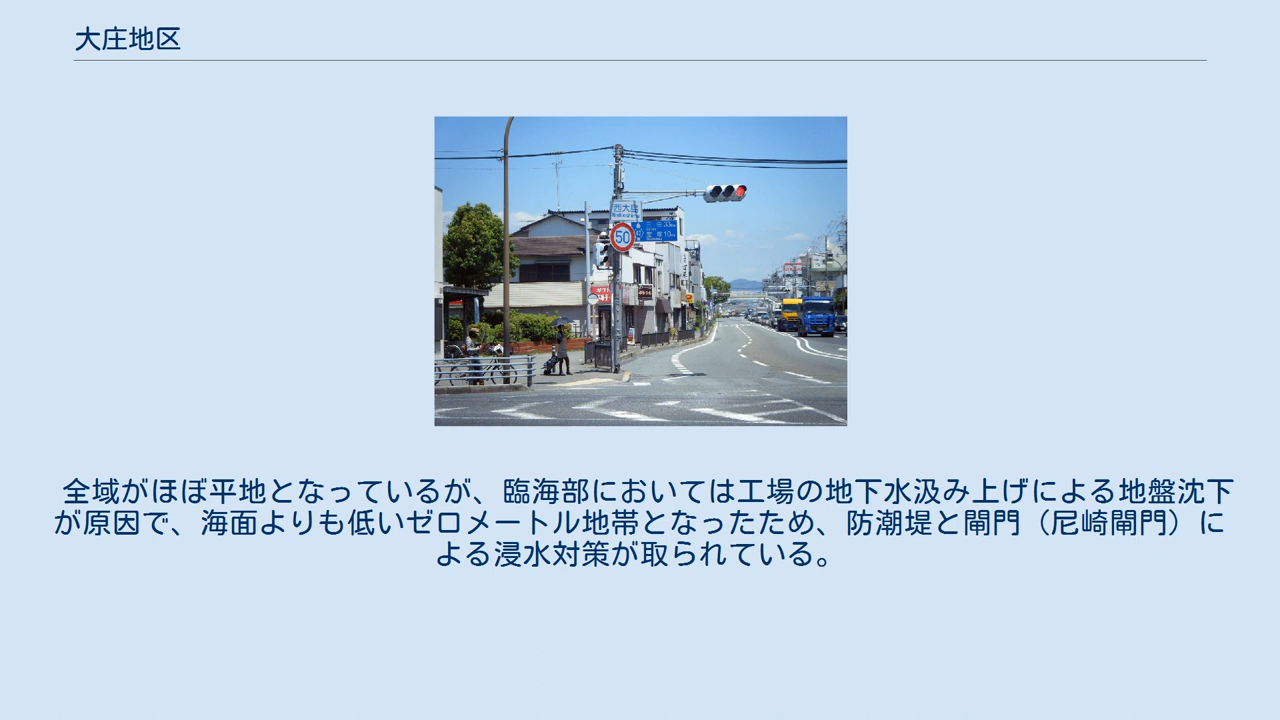 大庄地区
西大島
50
全域がほぼ平地となっているが、臨海部においては工場の地下水汲み上げによる地盤沈下
が原因で、海面よりも低いゼロメートル地帯となったため、防潮堤と閘門（尼崎閘門）に
よる浸水対策が取られている。